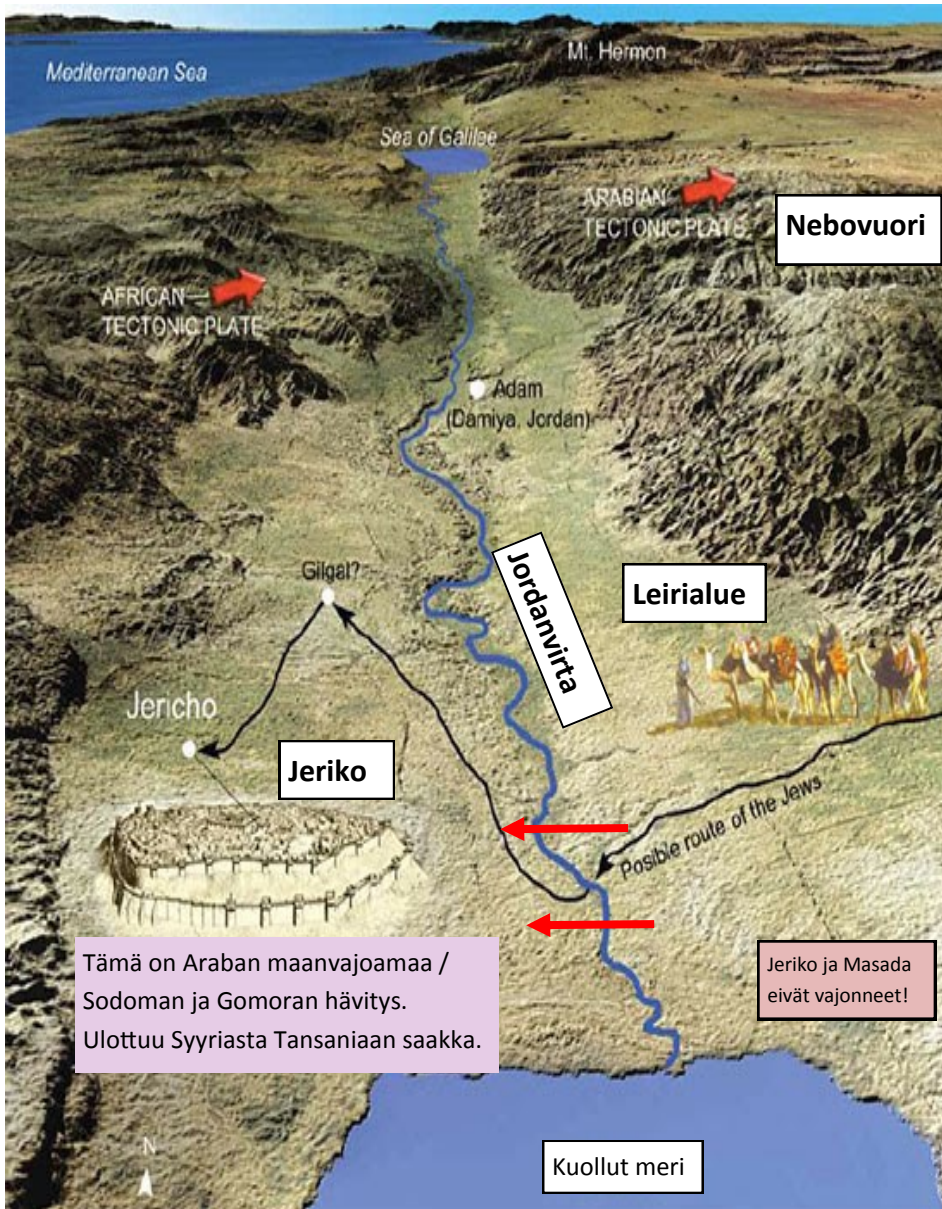 Mediterranean Sea
Mt. Hermon
Sea of Galilee
ARABIAN
TECTONIC PLATE
Nebovuori
AFRICAN
TECTONIC PLATE
Adam
(Damiya, Jordan)
Jordanvirta
Gilgal?
Leirialue
Jericho
Jeriko
Posible route of the Jews
Tämä on Araban maanvajoamaa /
Sodoman ja Gomoran hävitys.
Ulottuu Syyriasta Tansaniaan saakka.
Jeriko ja Masada
eivät vajonneet!
N
Kuollut meri